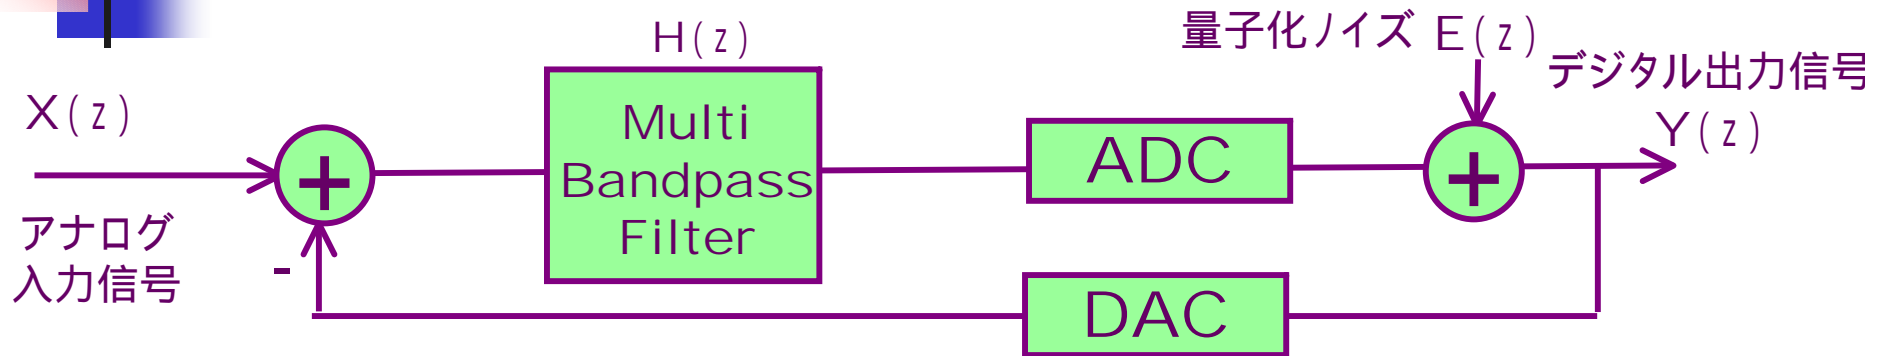 H(z)
量子化ノイズ E(z)
デジタル出力信号
Y(z)
X(z)
アナログ
入力信号
+
-
Multi
Bandpass
Filter
ADC
+
DAC